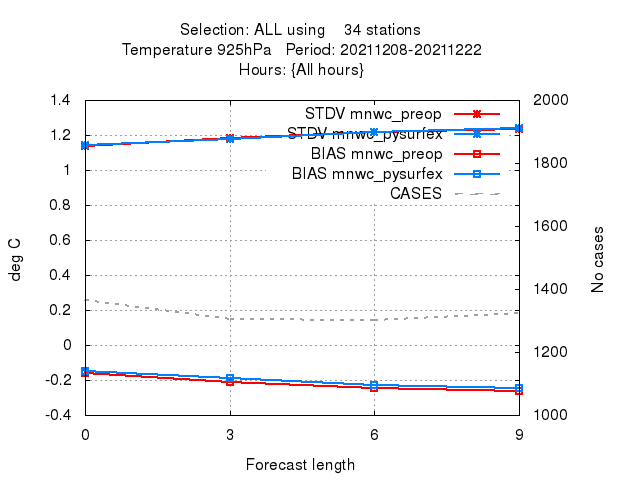 Selection: ALL using 34 stations
Temperature 925hPa Period: 20211208-20211222
Hours: {All hours}
1.4 2000
STDV mnwc_preop
1.2 STDV mnwc_pysurfex
BIAS mnwc_preop 1800
1 BIAS mnwc_pysurfex
CASES
0.8
1600
0.6
deg C No cases
0.4
1400
0.2
0 1200
-0.2
-0.4 1000
0 3 6 9
Forecast length